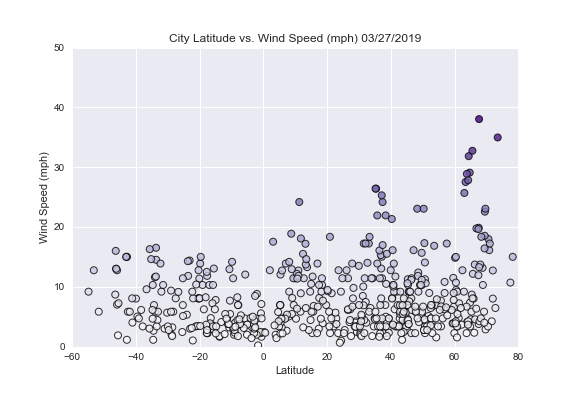 City Latitude vs. Wind Speed (mph) 03/27/2019
50
40
30
20
10
0
Wind Speed (mph)
−60 −40 −20 0 20 40 60 80
Latitude